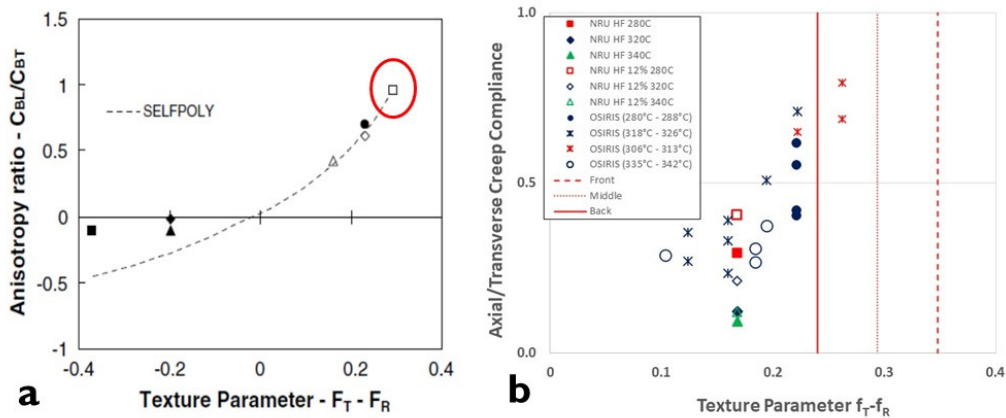 Anisotropy ratio - CBL/CBT
1.5
1
0.5
0
-0.5
-1
SELFPOLY
-0.4
-0.2
0
0.2
0.4
Texture Parameter - FT - FR
a
Axial/Transverse Creep Compliance
1.0
0.5
0.0
NRU HF 280C
NRU HF 320C
NRU HF 340C
NRU HF 12% 280C
NRU HF 12% 320C
NRU HF 12% 340C
OSIRIS (280°C - 288°C)
OSIRIS (318°C - 326°C)
OSIRIS (306°C - 313°C)
OSIRIS (335°C - 342°C)
Front
Middle
Back
0
0.1
0.2
0.3
0.4
Texture Parameter fT-fR
b